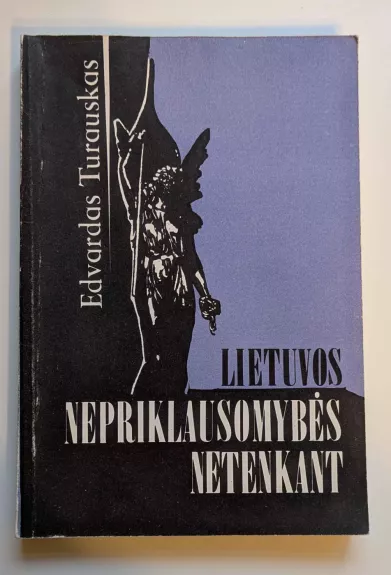 Edvardas Turauskas
LIETUVOS
NEPRIKLAUSOMYBĖS
NETENKANT